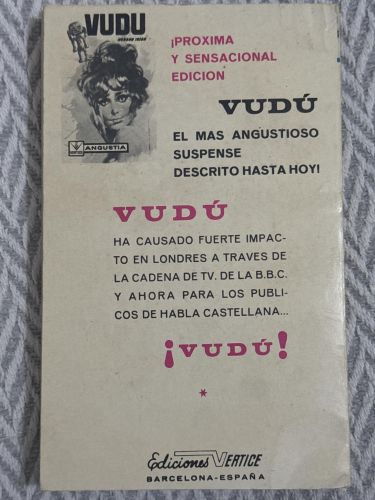 VUDU
ANGUSTIA
¡PROXIMA
Y SENSACIONAL
EDICION
VUDÚ
EL MAS ANGUSTIOSO
SUSPENSE
DESCRITO HASTA HOY!
VUDÚ
HA CAUSADO FUERTE IMPAC-
TO EN LONDRES A TRAVES DE
LA CADENA DE TV. DE LA B.B.C.
Y AHORA PARA LOS PUBLI-
COS DE HABLA CASTELLANA...
¡VUDÚ!
*
Ediciones VERTICE
BARCELONA-ESPAÑA